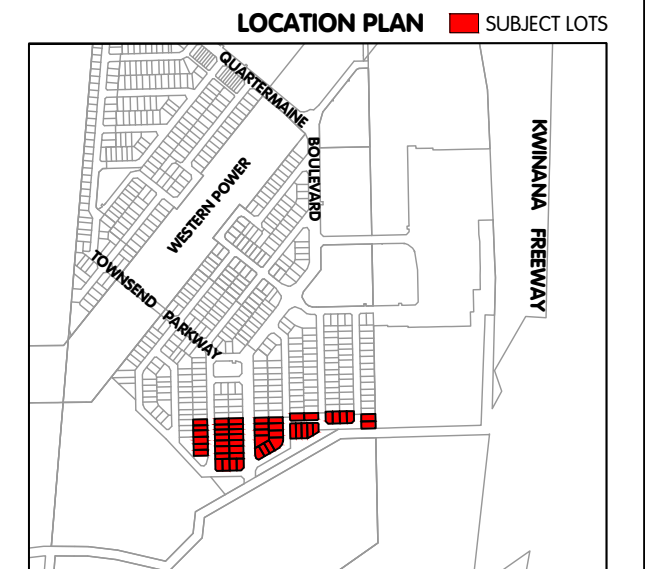 LOCATION PLAN
SUBJECT LOTS
QUARTERMAINE
BOULEVARD
KWINANA FREEWAY
WESTERN POWER
TOWNSEND PARKWAY